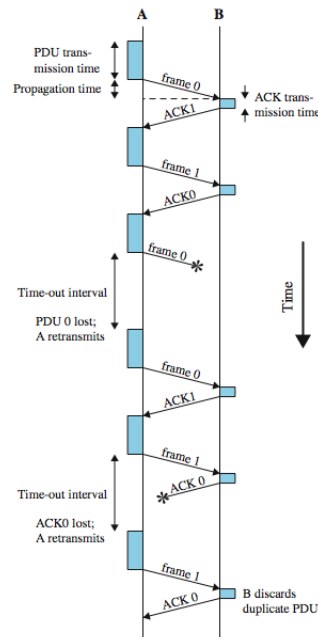 A
B
PDU trans-
mission time
frame 0
Propagation time
ACK trans-
mission time
ACK1
frame 1
ACK0
frame 0
Time-out interval
Time
PDU 0 lost;
A retransmits
frame 0
ACK1
frame 1
ACK 0
Time-out interval
ACK0 lost;
A retransmits
frame 1
B discards
duplicate PDU
ACK 0